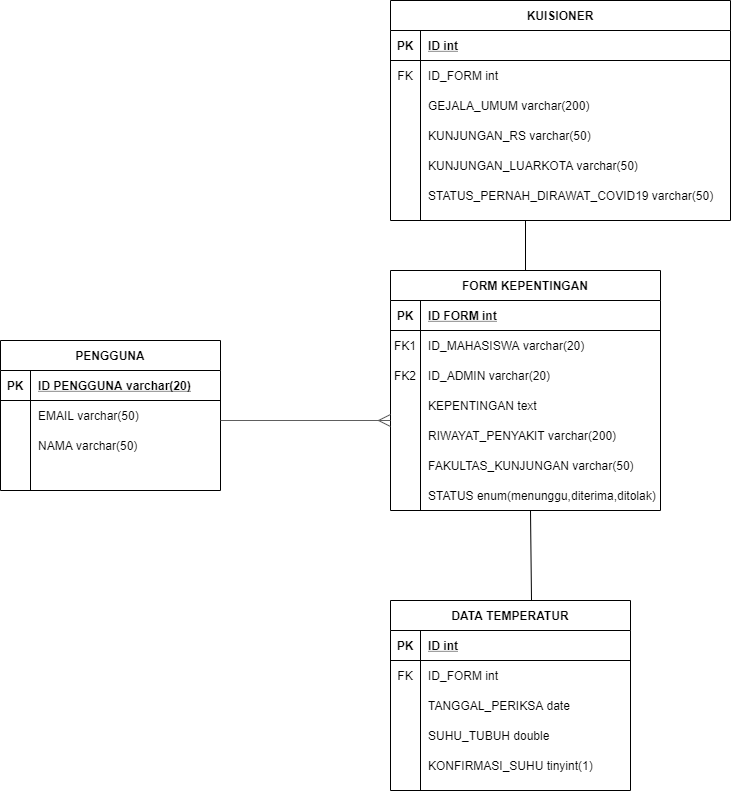 KUISIONER
PK ID int
FK ID_FORM int
GEJALA_UMUM varchar(200)
KUNJUNGAN_RS varchar(50)
KUNJUNGAN_LUARKOTA varchar(50)
STATUS_PERNAH_DIRAWAT_COVID19 varchar(50)
FORM KEPENTINGAN
PK ID FORM int
FK1 ID_MAHASISWA varchar(20)
FK2 ID_ADMIN varchar(20)
KEPENTINGAN text
RIWAYAT_PENYAKIT varchar(200)
FAKULTAS_KUNJUNGAN varchar(50)
STATUS enum(menunggu,diterima,ditolak)
PENGGUNA
PK ID PENGGUNA varchar(20)
EMAIL varchar(50)
NAMA varchar(50)
DATA TEMPERATUR
PK ID int
FK ID_FORM int
TANGGAL_PERIKSA date
SUHU_TUBUH double
KONFIRMASI_SUHU tinyint(1)